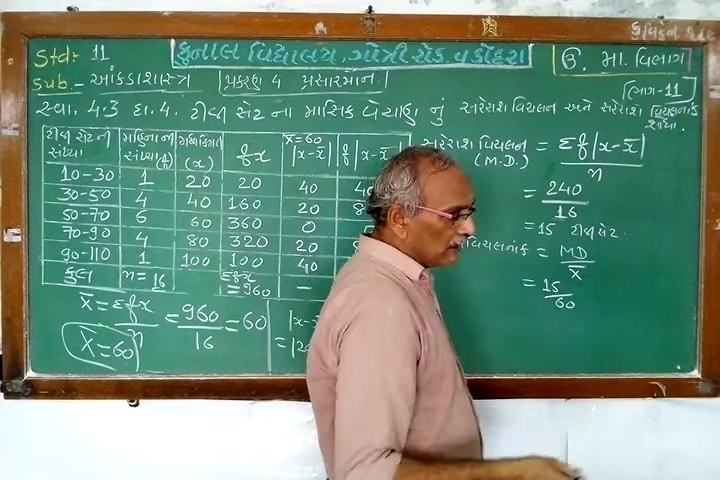 Std: 11
કુનાલ વિદ્યાલય, ગોત્રી રોડ, વડોદરા
ઉ. મા. વિભાગ
Sub.- આંકડાશાસ્ત્ર
પ્રકરણ 4 પ્રસારમાન.
ભાગ-11
સ્વા. 4.3 દા. 4. ટીવી સેટ ના માસિક વેચાણ નું સરેરાશ વિચલન અને સરેરાશ વિચલનાંક શોધો.
ટીવી સેટની સંખ્યા | મહિનાની સંખ્યા (f) | મધ્યકિંમત (x) | fx | x̄=60 |x-x̄| | f|x-x̄|
10-30 | 1 | 20 | 20 | 40 | 40
30-50 | 4 | 40 | 160 | 20 | 8
50-70 | 6 | 60 | 360 | 0
70-90 | 4 | 80 | 320 | 20
90-110 | 1 | 100 | 100 | 40
કુલ | n = 16 | Σfx = 960 | –
x̄ = Σfx/n = 960/16 = 60
x̄ = 60
સરેરાશ વિચલન (M.D.) = Σf|x-x̄|/n
= 240/16
= 15 ટીવી સેટ.
વિચલનાંક = MD/x̄
= 15/60